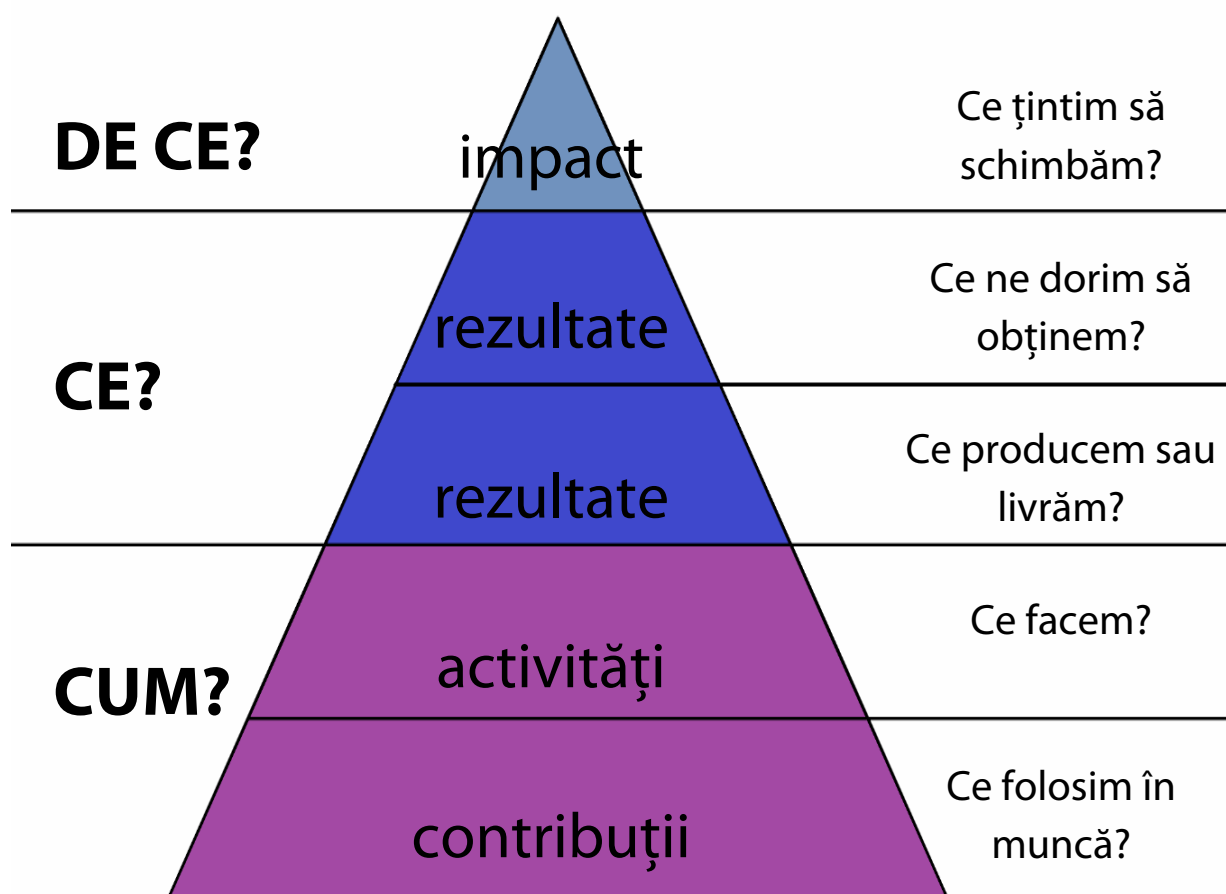 DE CE?
impact
Ce țintim să
schimbăm?
CE?
rezultate
Ce ne dorim să
obținem?
rezultate
Ce producem sau
livrăm?
CUM?
activități
Ce facem?
contribuții
Ce folosim în
muncă?